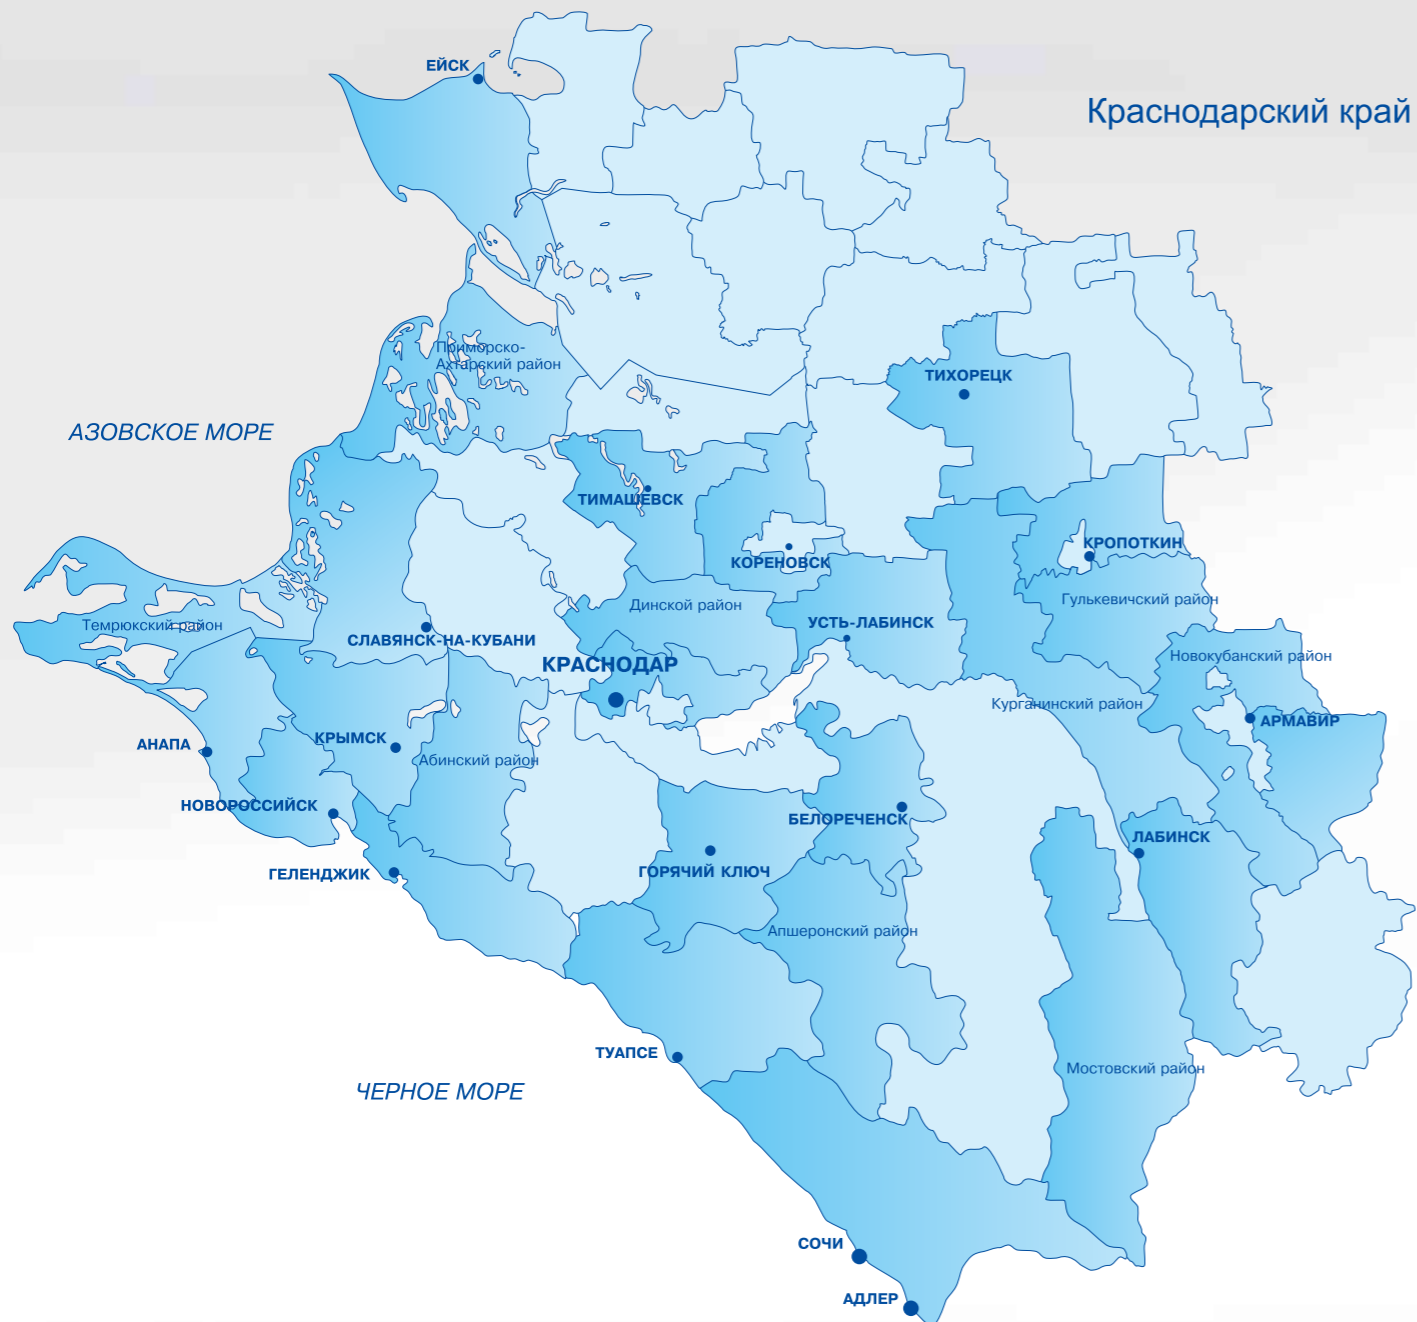 ЕЙСК
Краснодарский край
Приморско-
Ахтарский район
ТИХОРЕЦК
АЗОВСКОЕ МОРЕ
ТИМАШЕВСК
КОРЕНОВСК
КРОПОТКИН
Динской район
Гулькевичский район
Темрюкский район
СЛАВЯНСК-НА-КУБАНИ
УСТЬ-ЛАБИНСК
КРАСНОДАР
Новокубанский район
Курганинский район
АРМАВИР
АНАПА
КРЫМСК
Абинский район
НОВОРОССИЙСК
БЕЛОРЕЧЕНСК
ЛАБИНСК
ГЕЛЕНДЖИК
ГОРЯЧИЙ КЛЮЧ
Апшеронский район
ТУАПСЕ
Мостовский район
ЧЕРНОЕ МОРЕ
СОЧИ
АДЛЕР